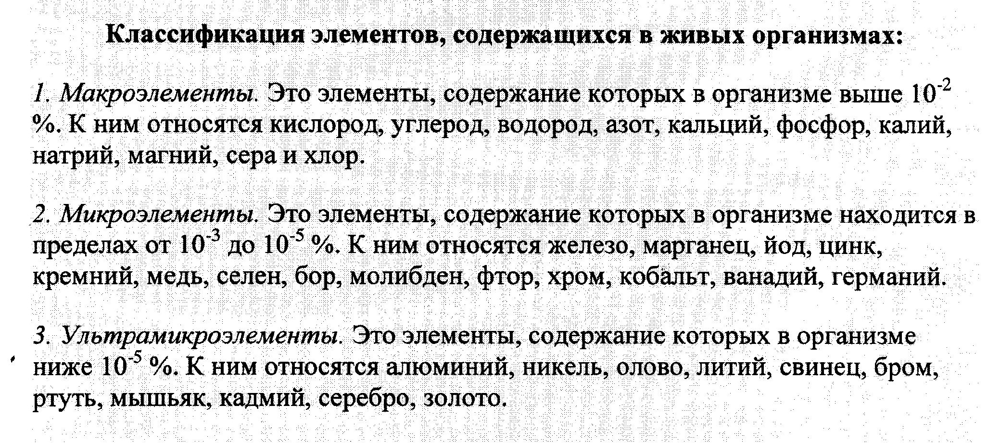 Классификация элементов, содержащихся в живых организмах:
1. Макроэлементы. Это элементы, содержание которых в организме выше 10⁻²
%. К ним относятся кислород, углерод, водород, азот, кальций, фосфор, калий,
натрий, магний, сера и хлор.
2. Микроэлементы. Это элементы, содержание которых в организме находится в
пределах от 10⁻³ до 10⁻⁵ %. К ним относятся железо, марганец, йод, цинк,
кремний, медь, селен, бор, молибден, фтор, хром, кобальт, ванадий, германий.
3. Ультрамикроэлементы. Это элементы, содержание которых в организме
ниже 10⁻⁵ %. К ним относятся алюминий, никель, олово, литий, свинец, бром,
ртуть, мышьяк, кадмий, серебро, золото.